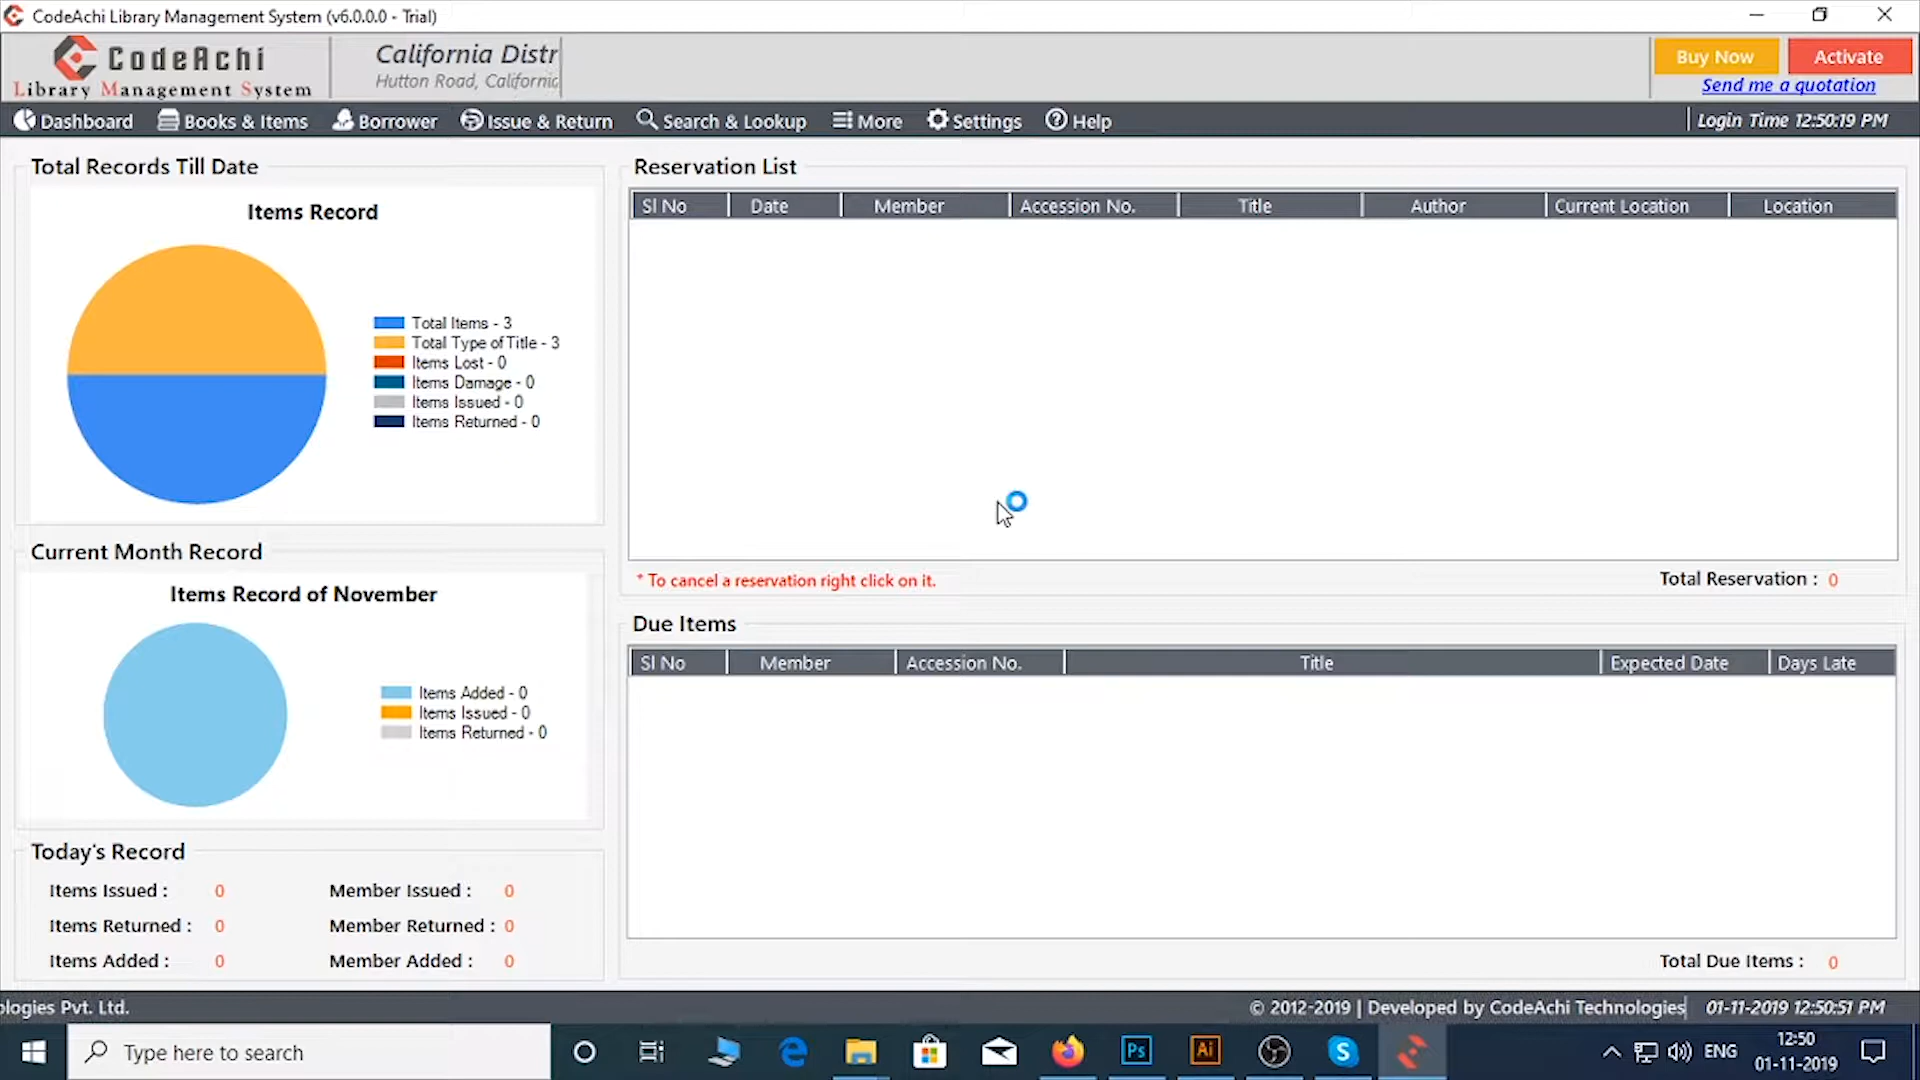 CodeAchi Library Management System (v6.0.0.0 - Trial)
CodeAchi
Library Management System
California Distr
Hutton Road, California
Buy Now
Activate
Send me a quotation
Dashboard
Books & Items
Borrower
Issue & Return
Search & Lookup
More
Settings
Help
Login Time 12:50:19 PM
Total Records Till Date
Items Record
Total Items - 3
Total Type of Title - 3
Items Lost - 0
Items Damage - 0
Items Issued - 0
Items Returned - 0
Reservation List
Sl No Date Member Accession No. Title Author Current Location Location
* To cancel a reservation right click on it.
Total Reservation : 0
Current Month Record
Items Record of November
Items Added - 0
Items Issued - 0
Items Returned - 0
Due Items
Sl No Member Accession No. Title Expected Date Days Late
Total Due Items : 0
Today's Record
Items Issued : 0 Member Issued : 0
Items Returned : 0 Member Returned : 0
Items Added : 0 Member Added : 0
ologies Pvt. Ltd.
© 2012-2019 | Developed by CodeAchi Technologies
01-11-2019 12:50:51 PM
Type here to search
Ps
Ai
S
ENG
12:50
01-11-2019